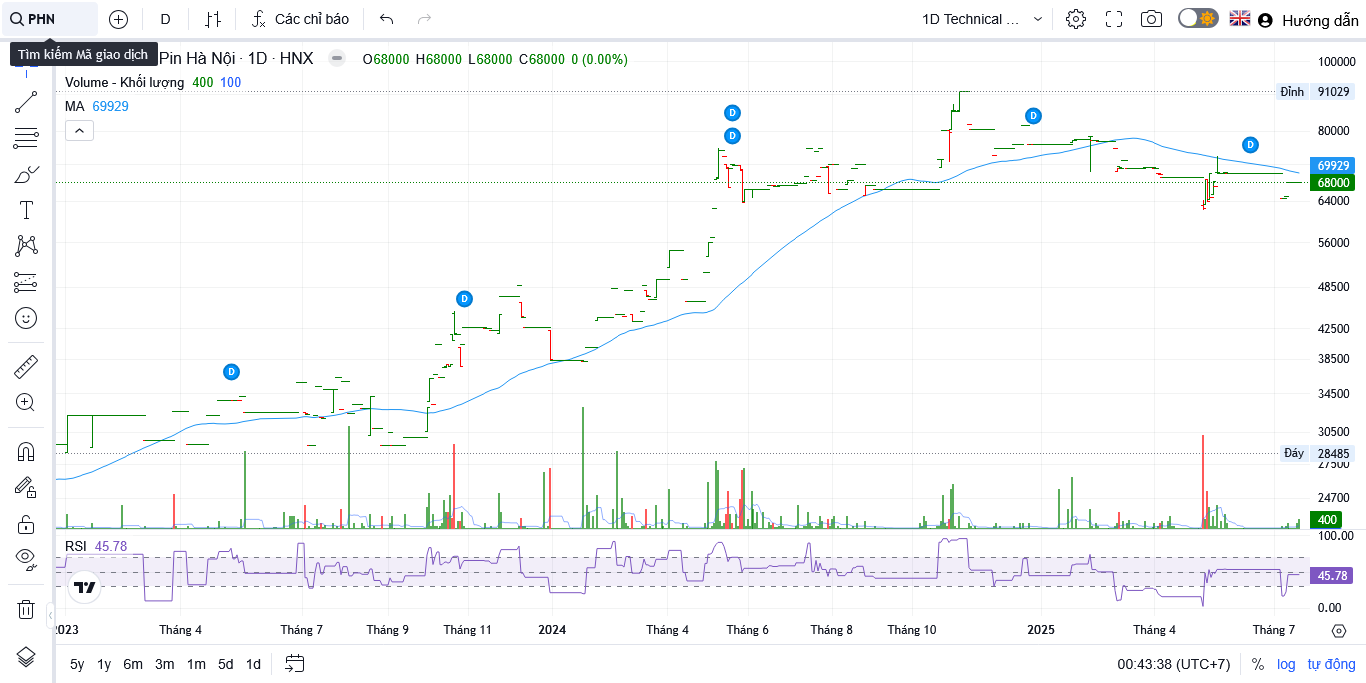 PHN D Các chỉ báo 1D Technical ... Hướng dẫn
Tìm kiếm Mã giao dịch
Pin Hà Nội · 1D · HNX O68000 H68000 L68000 C68000 0 (0.00%)
Volume - Khối lượng 400 100
MA 69929
D
D
D
D
D
D
100000
Đỉnh 91029
80000
69929
68000
64000
56000
48500
42500
38500
34500
30500
Đáy 28485
27500
24700
400
RSI 45.78
100.00
45.78
0.00
2023 Tháng 4 Tháng 7 Tháng 9 Tháng 11 2024 Tháng 4 Tháng 6 Tháng 8 Tháng 10 2025 Tháng 4 Tháng 7
5y 1y 6m 3m 1m 5d 1d 00:43:38 (UTC+7) % log tự động